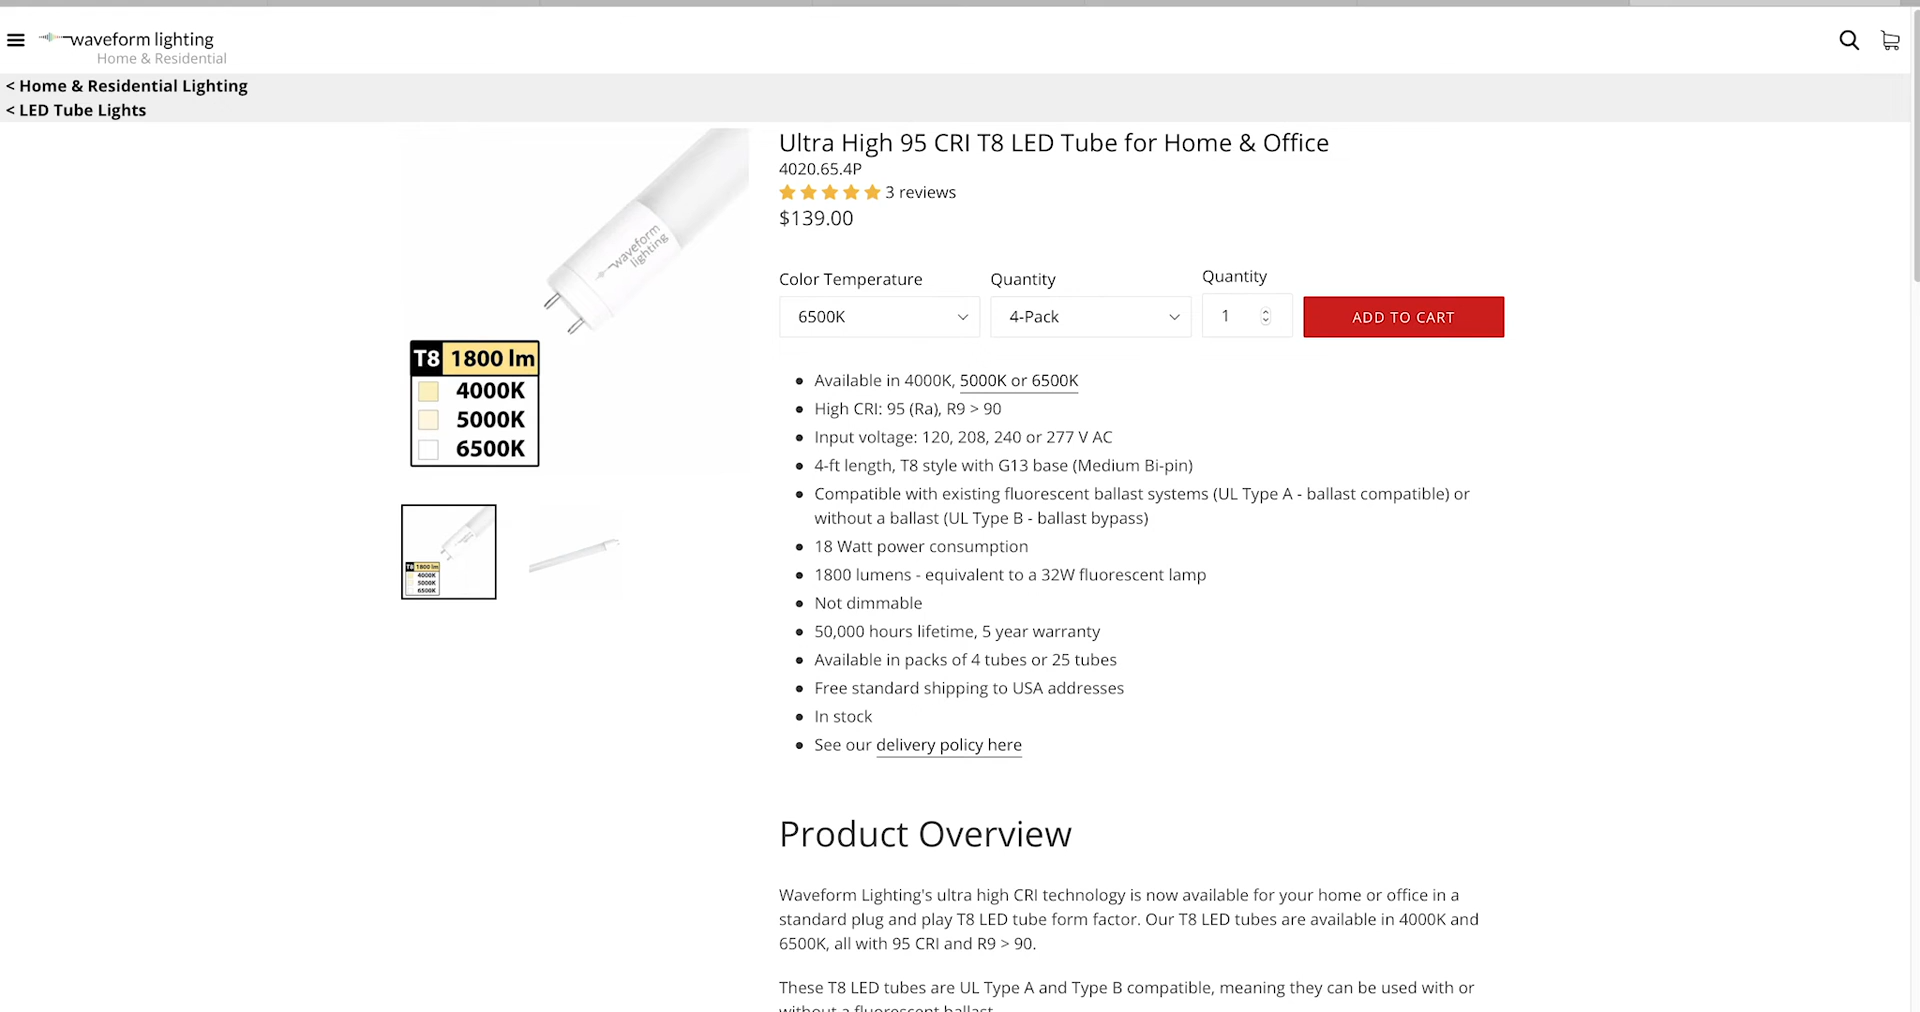 waveform lighting
Home & Residential
< Home & Residential Lighting
< LED Tube Lights
waveform
lighting
T8 1800 lm
4000K
5000K
6500K
T8 1800 lm
4000K
5000K
6500K
Ultra High 95 CRI T8 LED Tube for Home & Office
4020.65.4P
3 reviews
$139.00
Color Temperature Quantity Quantity
6500K 4-Pack 1 ADD TO CART
Available in 4000K, 5000K or 6500K
High CRI: 95 (Ra), R9 > 90
Input voltage: 120, 208, 240 or 277 V AC
4-ft length, T8 style with G13 base (Medium Bi-pin)
Compatible with existing fluorescent ballast systems (UL Type A - ballast compatible) or
without a ballast (UL Type B - ballast bypass)
18 Watt power consumption
1800 lumens - equivalent to a 32W fluorescent lamp
Not dimmable
50,000 hours lifetime, 5 year warranty
Available in packs of 4 tubes or 25 tubes
Free standard shipping to USA addresses
In stock
See our delivery policy here
Product Overview
Waveform Lighting's ultra high CRI technology is now available for your home or office in a
standard plug and play T8 LED tube form factor. Our T8 LED tubes are available in 4000K and
6500K, all with 95 CRI and R9 > 90.
These T8 LED tubes are UL Type A and Type B compatible, meaning they can be used with or
without a fluorescent ballast